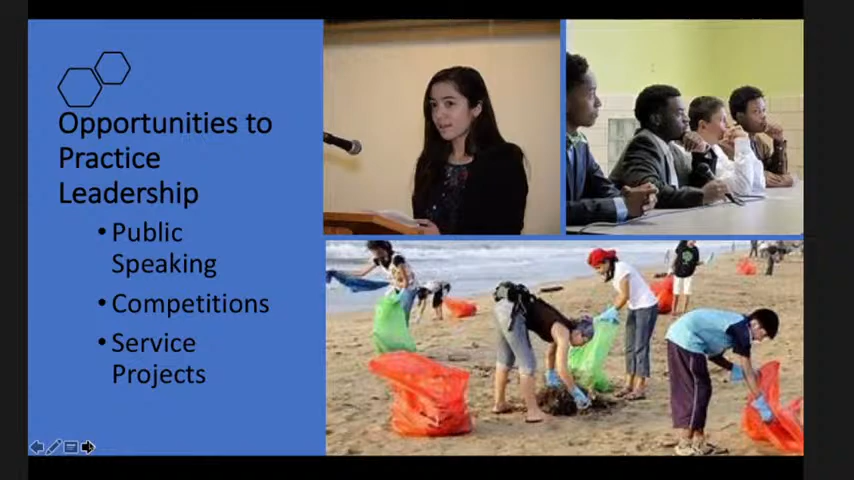 Opportunities to
Practice
Leadership
• Public
Speaking
• Competitions
• Service
Projects